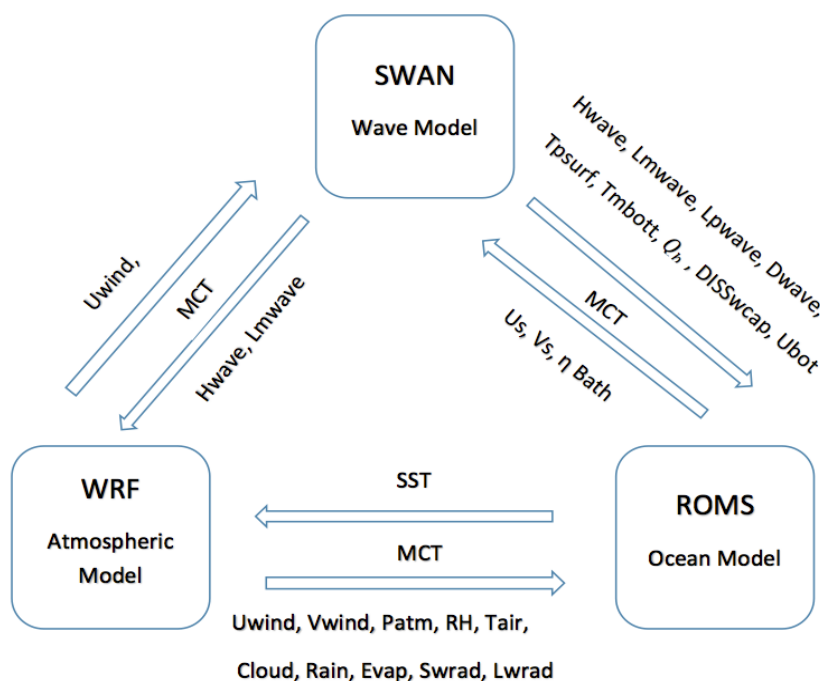 SWAN
Wave Model
Hwave, Lmwave, Lpwave, Dwave,
Tpsurf, Tmbott, Qₕ , DISSwcap, Ubot
MCT
Us, Vs, η Bath
Uwind,
MCT
Hwave, Lmwave
WRF
Atmospheric
Model
SST
MCT
Uwind, Vwind, Patm, RH, Tair,
Cloud, Rain, Evap, Swrad, Lwrad
ROMS
Ocean Model